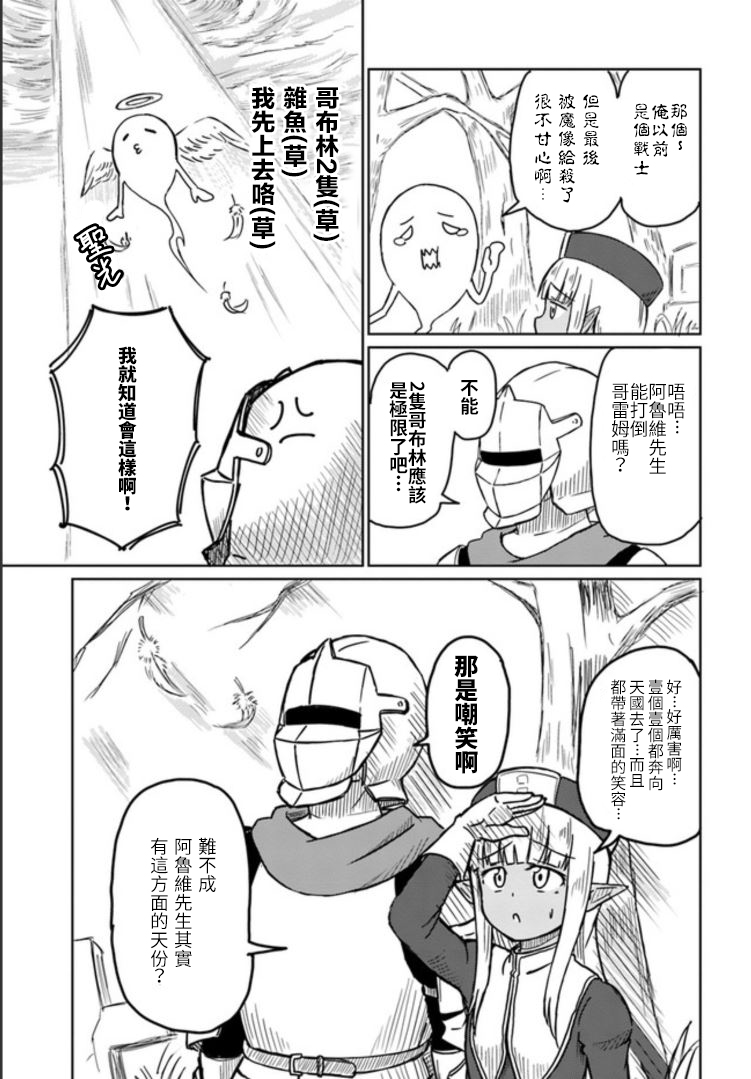 那個~
俺以前
是個戰士
但是最後
被魔像給殺了
很不甘心啊…
唔唔…
阿魯維先生
能打倒
哥雷姆嗎？
不能
2隻哥布林應該
是極限了吧…
哥布林2隻(草)
雜魚(草)
我先上去咯(草)
聖光
我就知道會這樣啊！
好…好厲害啊…
壹個壹個都奔向
天國去了…而且
都帶著滿面的笑容…
那是嘲笑啊
難不成
阿魯維先生其實
有這方面的天份？